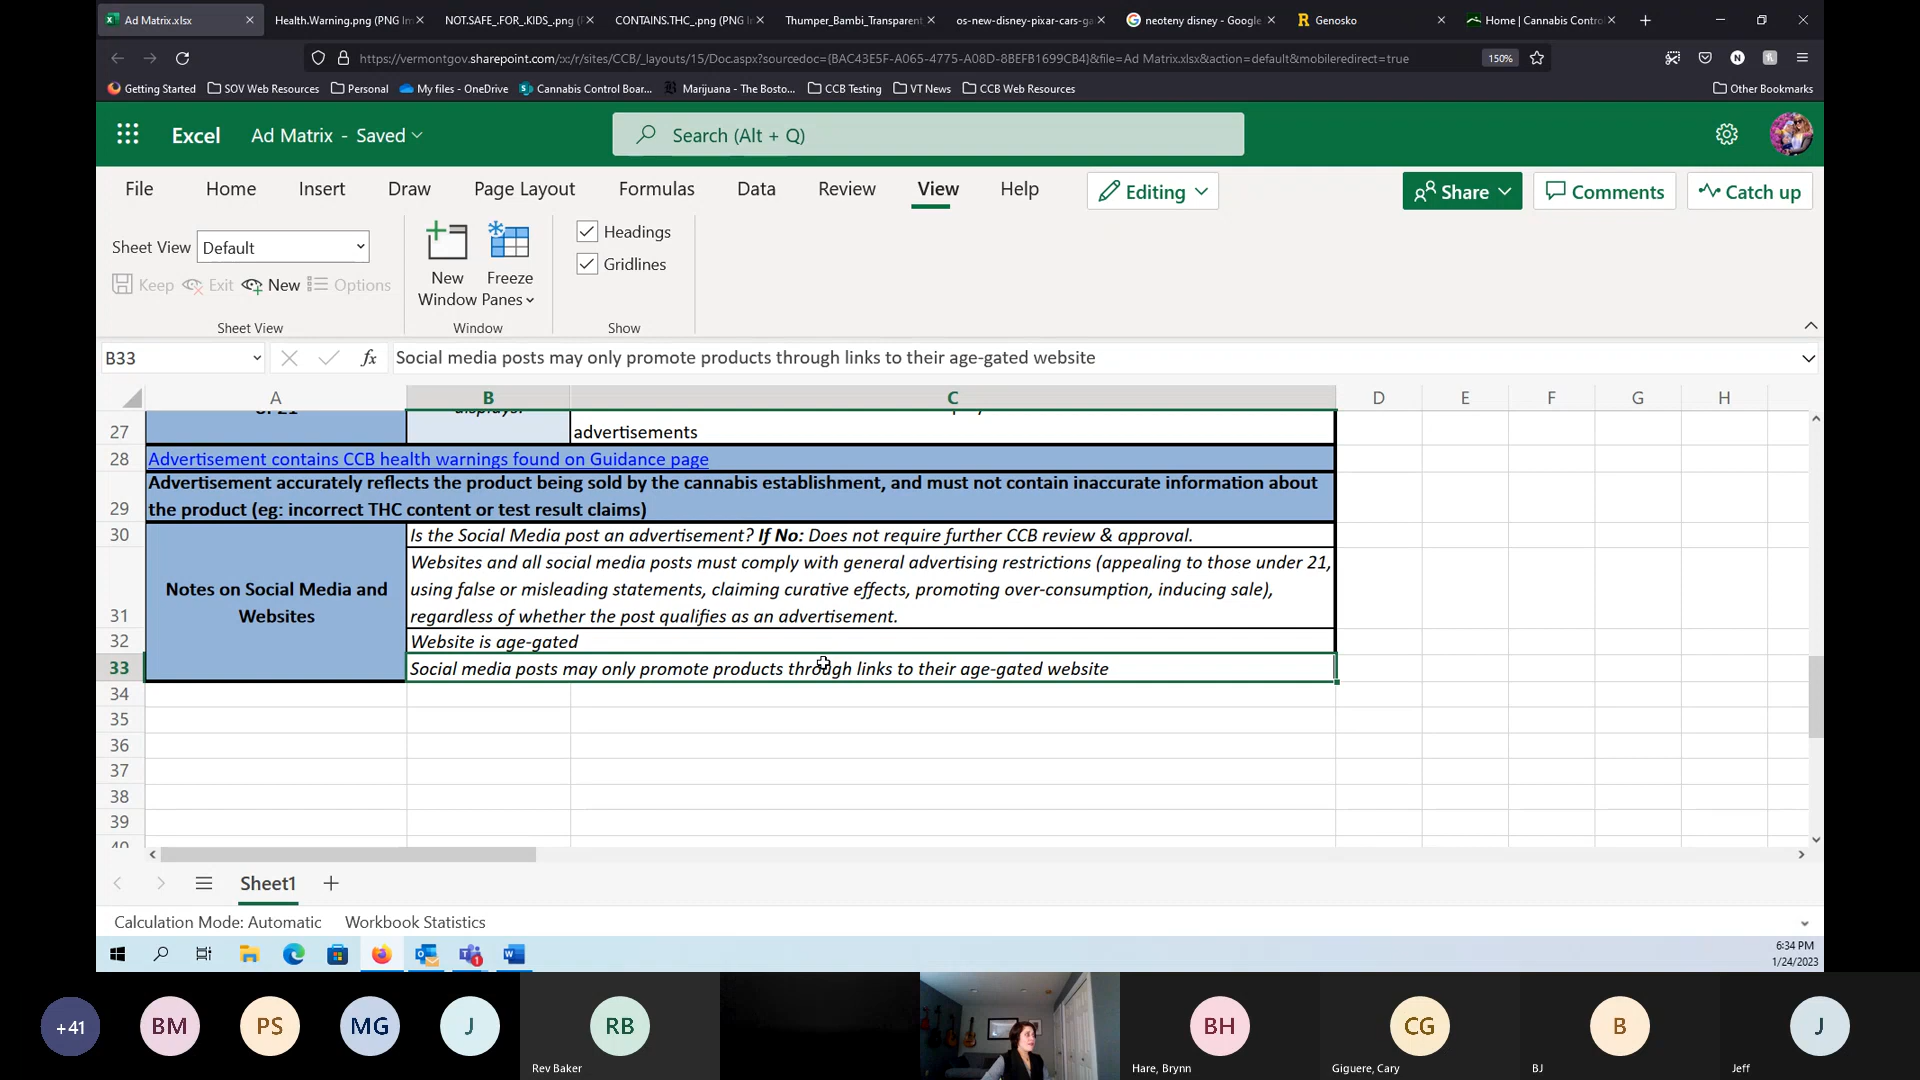 Ad Matrix.xlsx
Health.Warning.png (PNG Im
NOT.SAFE_.FOR_.KIDS_.png (
CONTAINS.THC_.png (PNG Im
Thumper_Bambi_Transparent
os-new-disney-pixar-cars-ga
neoteny disney - Google
Genosko
Home | Cannabis Contro
https://vermontgov.sharepoint.com/:x:/r/sites/CCB/_layouts/15/Doc.aspx?sourcedoc={BAC43E5F-A065-4775-A08D-8BEFB1699CB4}&file=Ad Matrix.xlsx&action=default&mobileredirect=true
150%
N
Getting Started
SOV Web Resources
Personal
My files - OneDrive
Cannabis Control Boar...
Marijuana - The Bosto...
CCB Testing
VT News
CCB Web Resources
Other Bookmarks
Excel
Ad Matrix - Saved
Search (Alt + Q)
File
Home
Insert
Draw
Page Layout
Formulas
Data
Review
View
Help
Editing
Share
Comments
Catch up
Sheet View
Default
Keep
Exit
New
Options
Sheet View
New Window
Freeze Panes
Window
Headings
Gridlines
Show
B33
fx
Social media posts may only promote products through links to their age-gated website
A B C D E F G H
27
advertisements
28
Advertisement contains CCB health warnings found on Guidance page
29
Advertisement accurately reflects the product being sold by the cannabis establishment, and must not contain inaccurate information about
the product (eg: incorrect THC content or test result claims)
Notes on Social Media and
Websites
30
Is the Social Media post an advertisement? If No: Does not require further CCB review & approval.
31
Websites and all social media posts must comply with general advertising restrictions (appealing to those under 21,
using false or misleading statements, claiming curative effects, promoting over-consumption, inducing sale),
regardless of whether the post qualifies as an advertisement.
32
Website is age-gated
33
Social media posts may only promote products through links to their age-gated website
34
35
36
37
38
39
Sheet1
Calculation Mode: Automatic
Workbook Statistics
6:34 PM
1/24/2023
+41
BM
PS
MG
J
RB
Rev Baker
BH
Hare, Brynn
CG
Giguere, Cary
B
BJ
J
Jeff